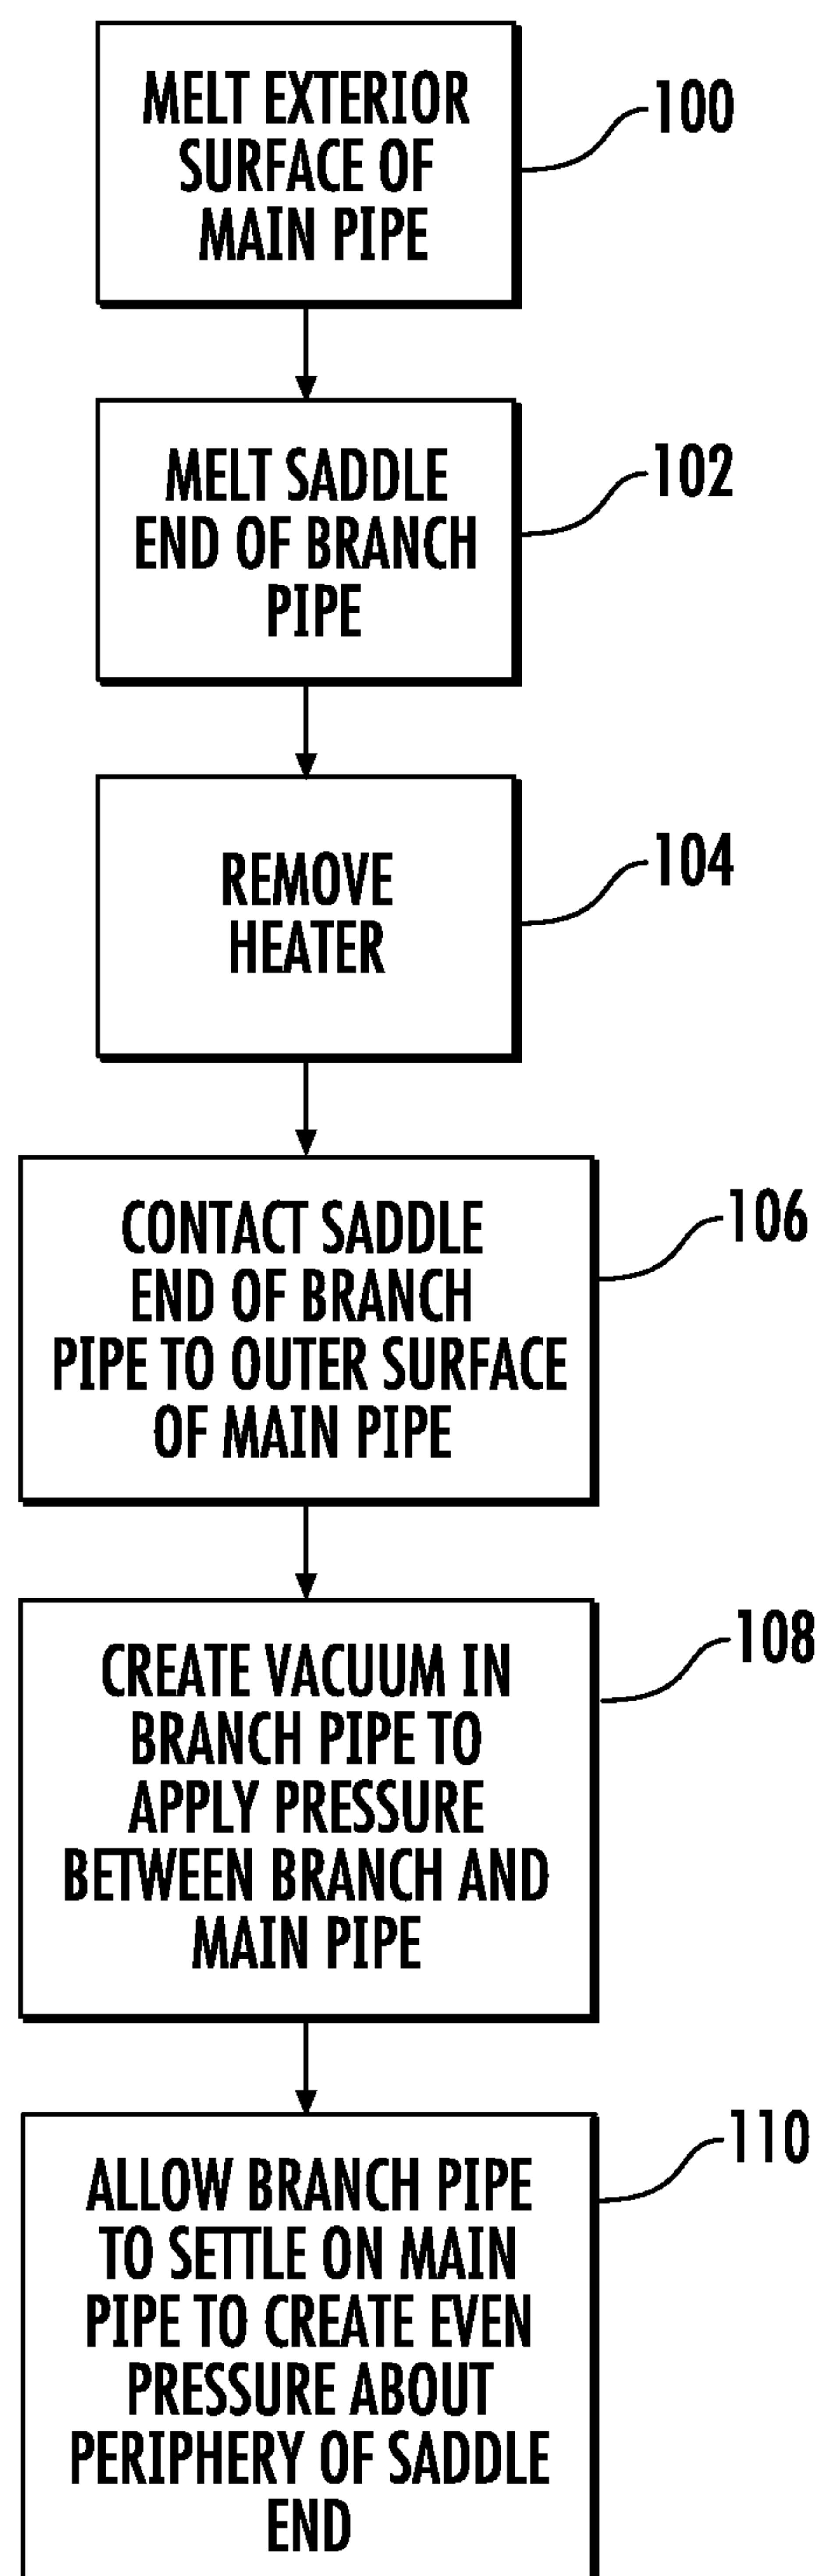 MELT EXTERIOR
SURFACE OF
MAIN PIPE
100
MELT SADDLE
END OF BRANCH
PIPE
102
REMOVE
HEATER
104
CONTACT SADDLE
END OF BRANCH
PIPE TO OUTER SURFACE
OF MAIN PIPE
106
CREATE VACUUM IN
BRANCH PIPE TO
APPLY PRESSURE
BETWEEN BRANCH AND
MAIN PIPE
108
ALLOW BRANCH PIPE
TO SETTLE ON MAIN
PIPE TO CREATE EVEN
PRESSURE ABOUT
PERIPHERY OF SADDLE
END
110